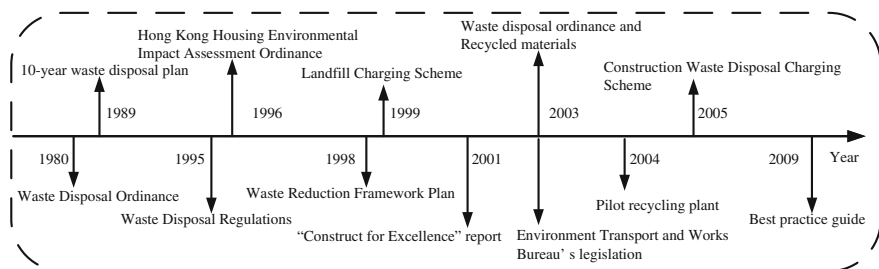 Hong Kong Housing Environmental
Impact Assessment Ordinance
Waste disposal ordinance and
Recycled materials
10-year waste disposal plan
Landfill Charging Scheme
Construction Waste Disposal Charging
Scheme
1989
1996
1999
2003
2005
1980
1995
1998
2001
2004
2009
Year
Waste Disposal Ordinance
Waste Disposal Regulations
Waste Reduction Framework Plan
“Construct for Excellence” report
Environment Transport and Works
Bureau’ s legislation
Pilot recycling plant
Best practice guide